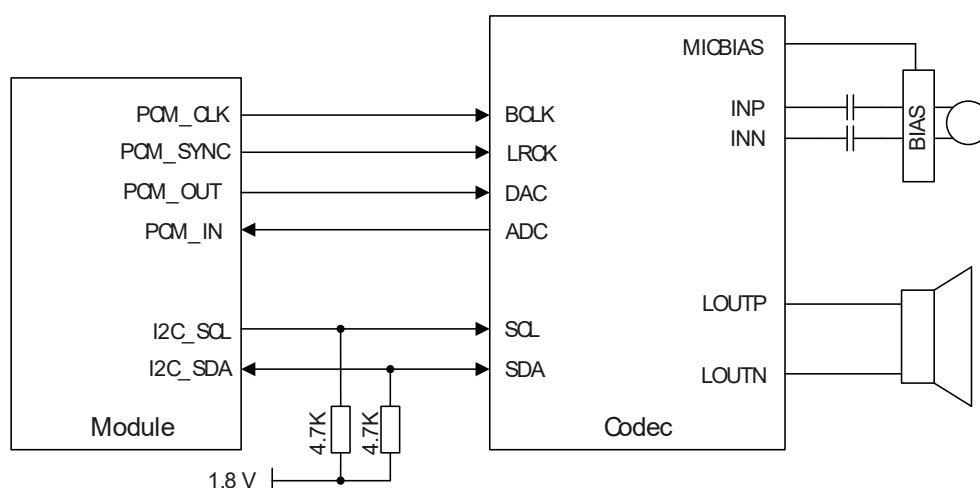 MICBIAS
PCM_CLK
BCLK
INP
PCM_SYNC
LRCK
INN
BIAS
PCM_OUT
DAC
PCM_IN
ADC
LOUTP
I2C_SCL
SCL
I2C_SDA
SDA
LOUTN
Module
4.7K
4.7K
Codec
1.8 V